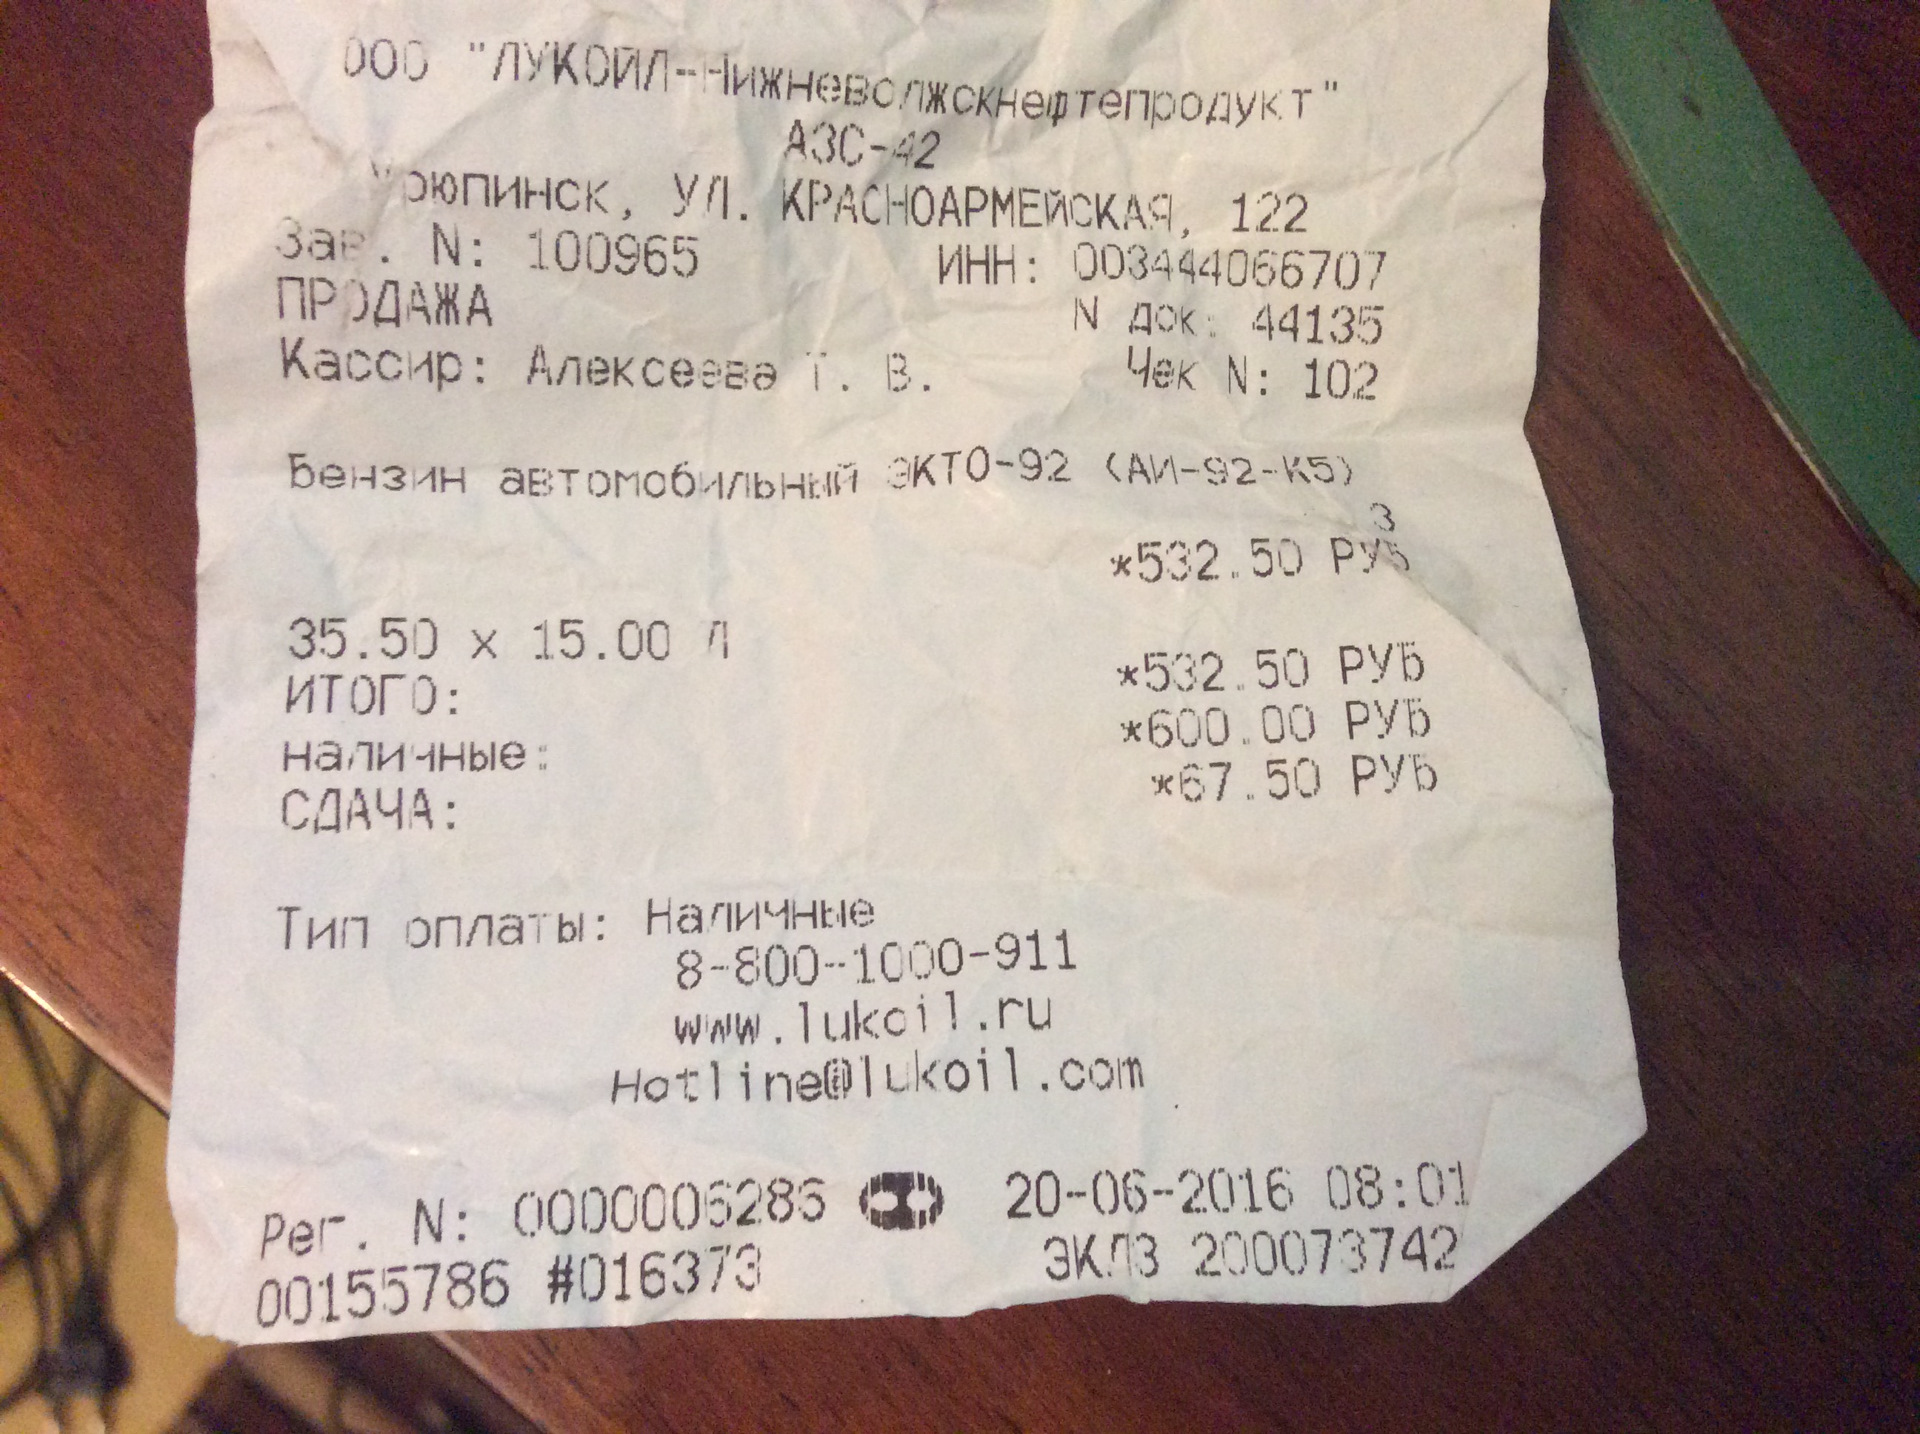 ООО "ЛУКОЙЛ-Нижневолжскнефтепродукт"
АЗС-42
Урюпинск, УЛ. КРАСНОАРМЕЙСКАЯ, 122
Зав. N: 100965 ИНН: 003444066707
ПРОДАЖА N док: 44135
Кассир: Алексеева Т. В. Чек N: 102
Бензин автомобильный ЭКТО-92 (АИ-92-К5)
3
*532.50 РУБ
35.50 x 15.00 Л
ИТОГО: *532.50 РУБ
наличные: *600.00 РУБ
СДАЧА: *67.50 РУБ
Тип оплаты: Наличные
8-800-1000-911
www.lukoil.ru
Hotline@lukoil.com
Рег. N: 0000006286 20-06-2016 08:01
00155786 #016373 ЭКЛЗ 200073742